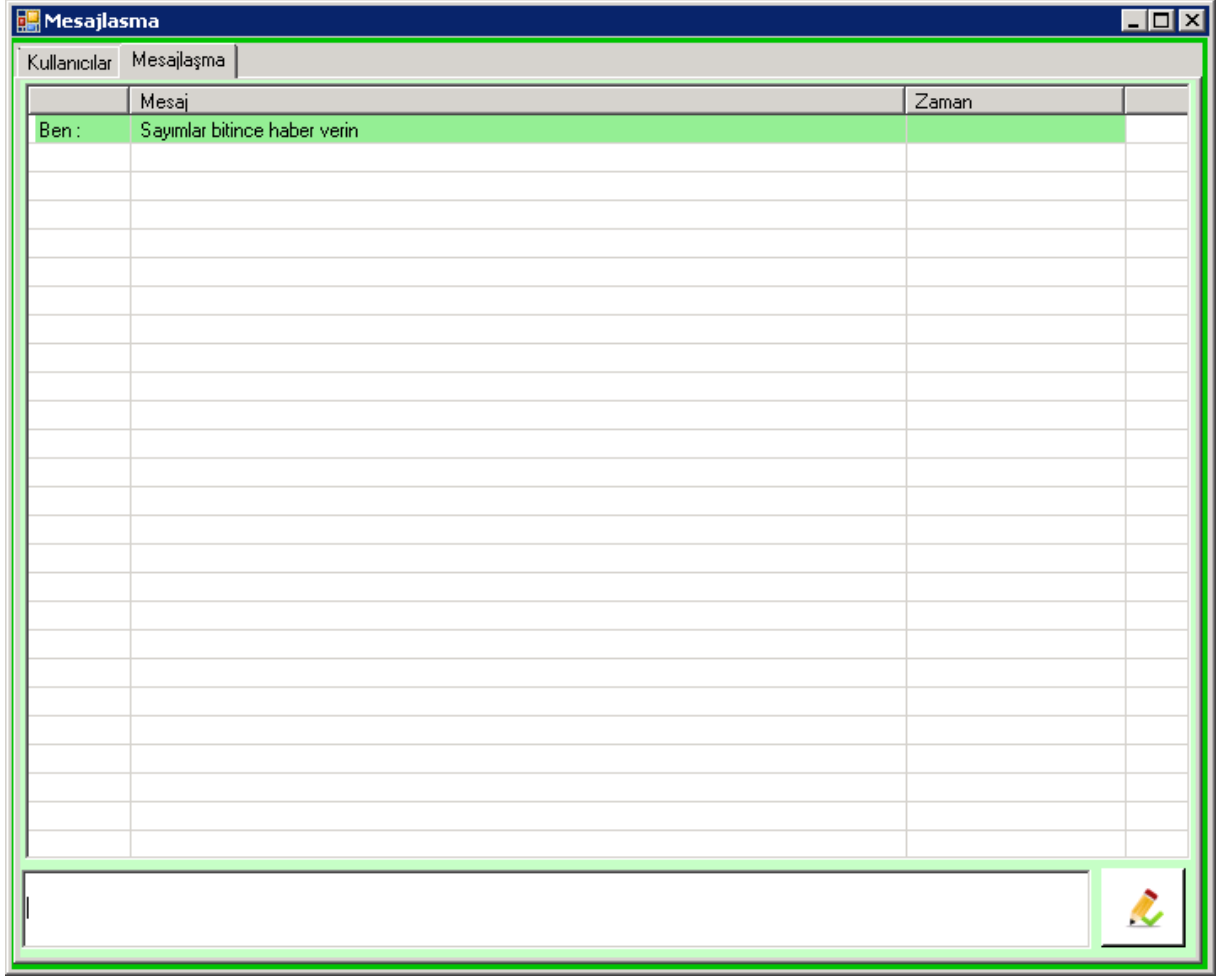 Mesajlasma
Kullanıcılar Mesajlaşma
Mesaj Zaman
Ben : Sayımlar bitince haber verin